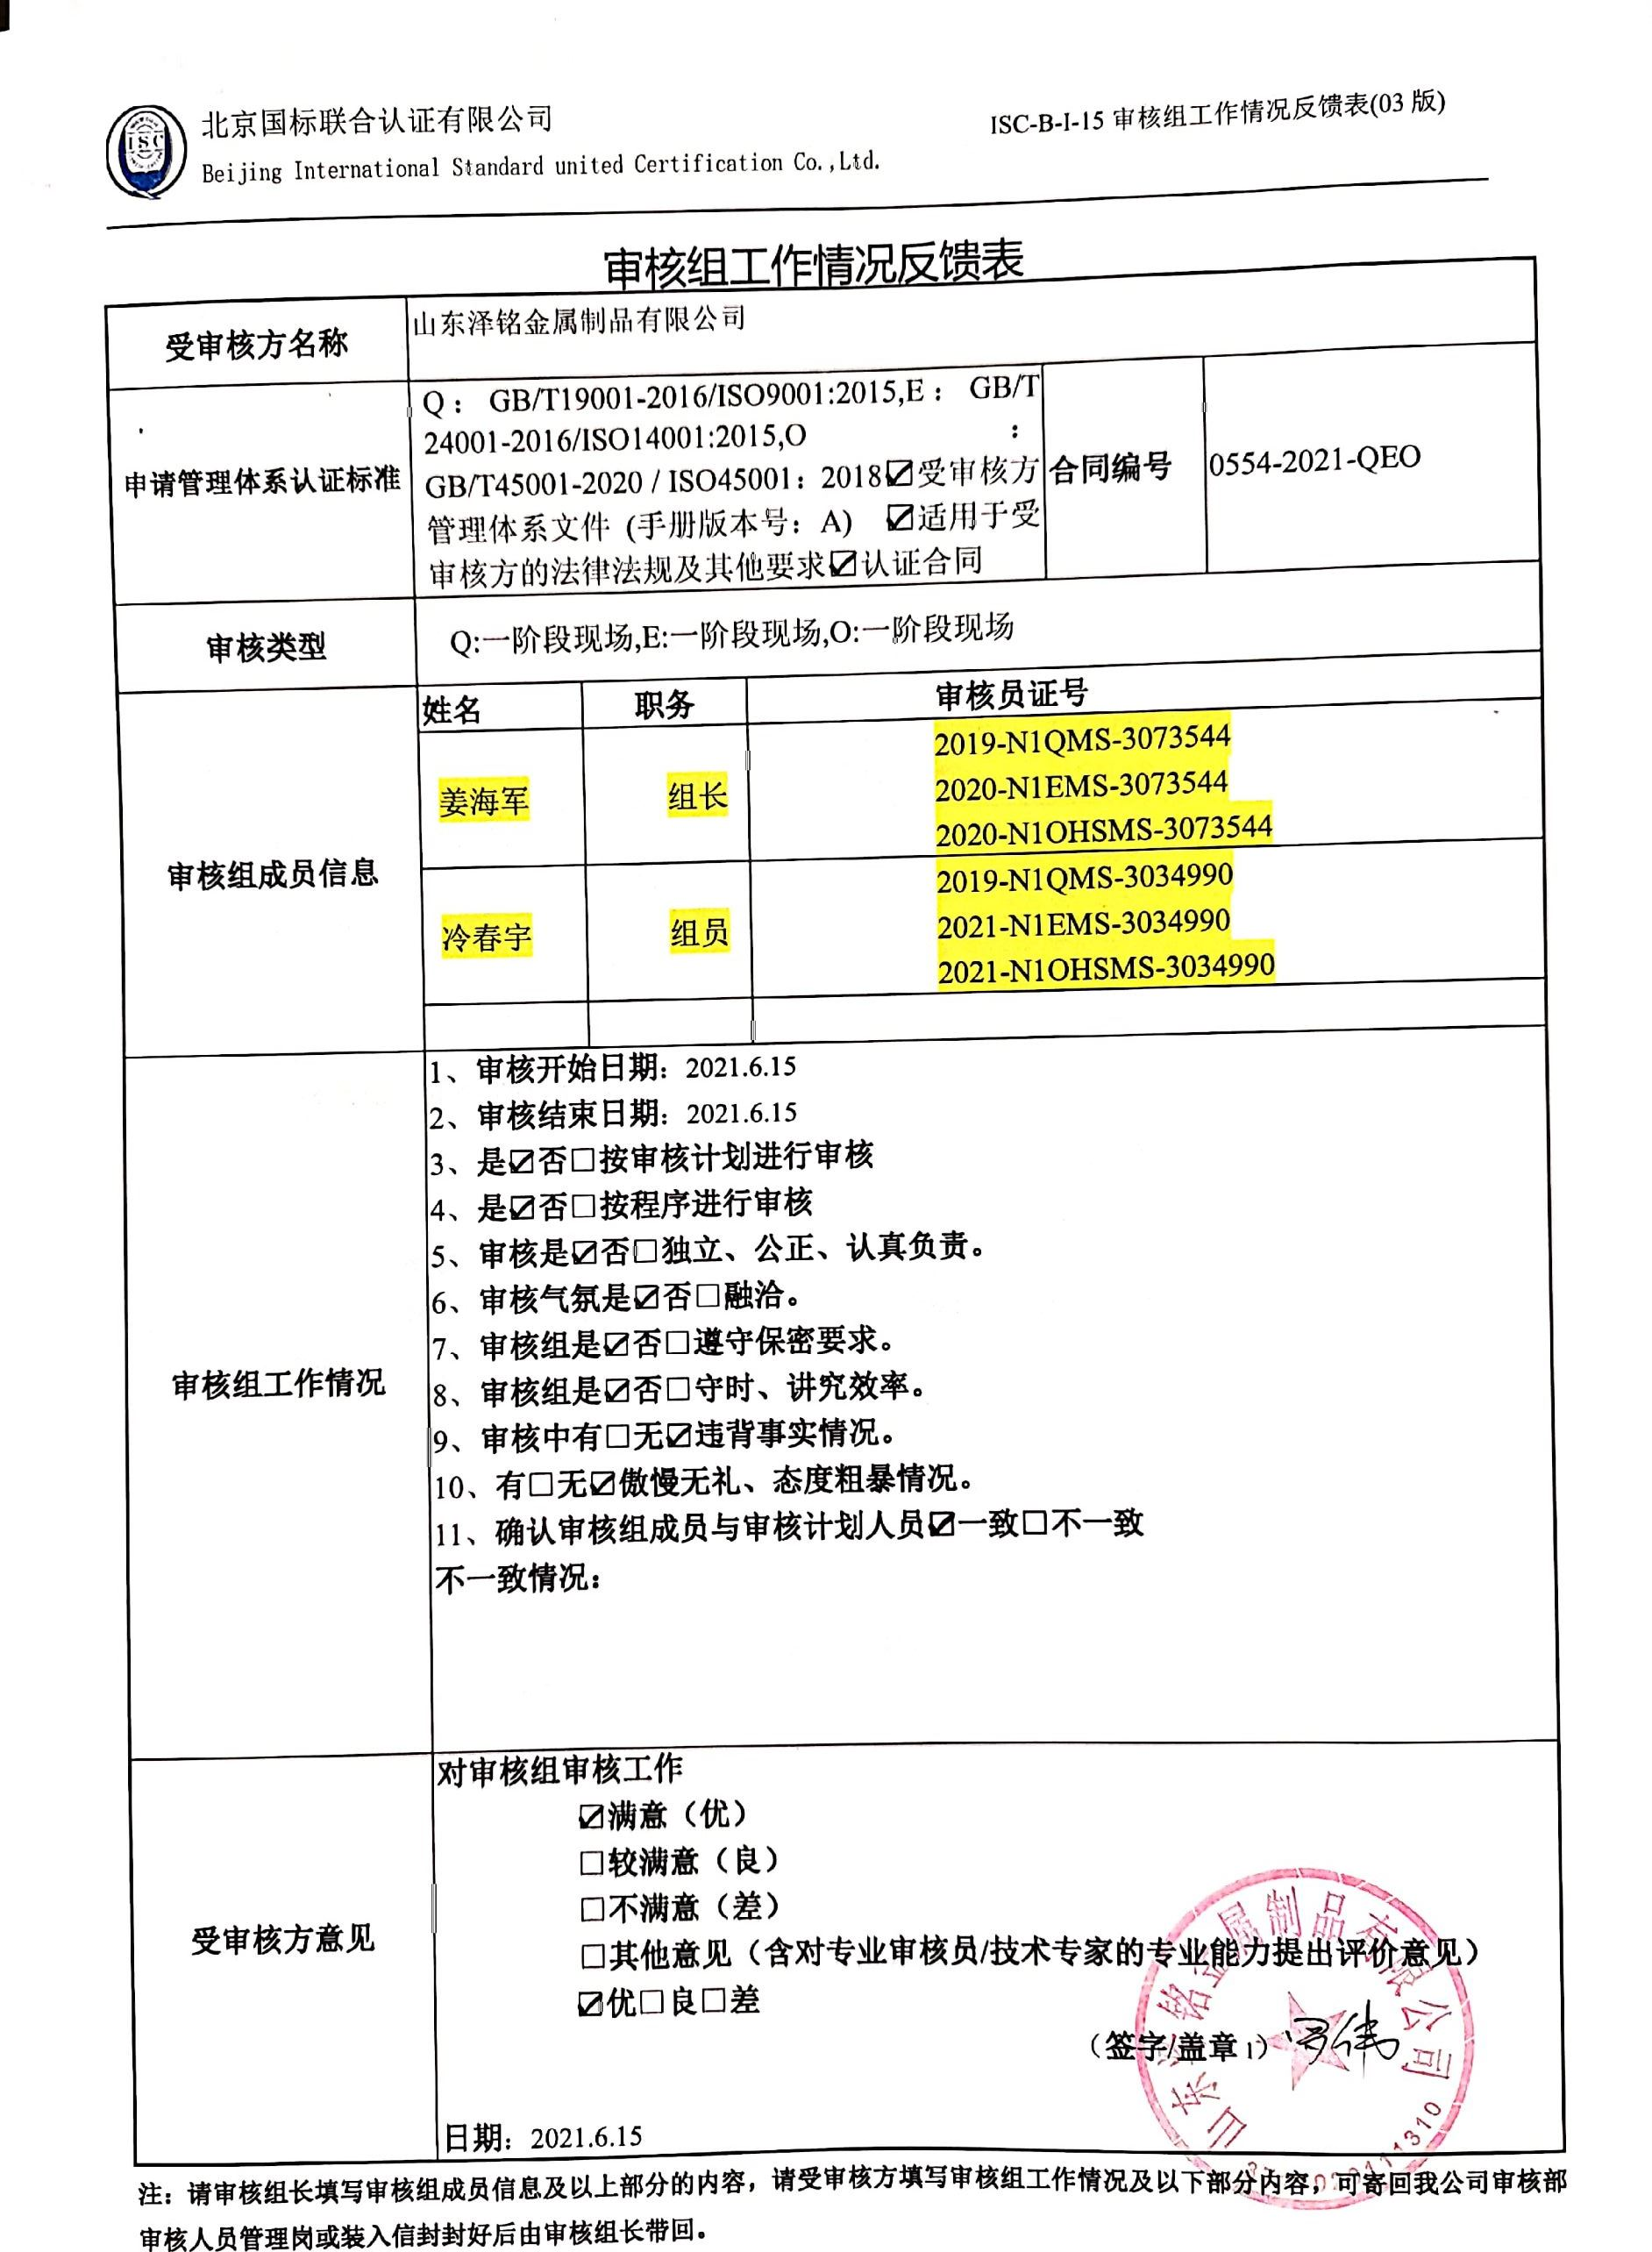 ISC
北京国标联合认证有限公司
ISC-B-I-15 审核组工作情况反馈表(03 版)
Beijing International Standard united Certification Co.,Ltd.
审核组工作情况反馈表
受审核方名称
山东泽铭金属制品有限公司
申请管理体系认证标准
Q： GB/T19001-2016/ISO9001:2015,E： GB/T
24001-2016/ISO14001:2015,O ：
GB/T45001-2020 / ISO45001：2018☑受审核方
管理体系文件 (手册版本号：A) ☑适用于受
审核方的法律法规及其他要求☑认证合同
合同编号
0554-2021-QEO
审核类型
Q:一阶段现场,E:一阶段现场,O:一阶段现场
审核组成员信息
姓名 职务 审核员证号
姜海军 组长
2019-N1QMS-3073544
2020-N1EMS-3073544
2020-N1OHSMS-3073544
冷春宇 组员
2019-N1QMS-3034990
2021-N1EMS-3034990
2021-N1OHSMS-3034990
审核组工作情况
1、审核开始日期：2021.6.15
2、审核结束日期：2021.6.15
3、是☑否□按审核计划进行审核
4、是☑否□按程序进行审核
5、审核是☑否□独立、公正、认真负责。
6、审核气氛是☑否□融洽。
7、审核组是☑否□遵守保密要求。
8、审核组是☑否□守时、讲究效率。
9、审核中有□无☑违背事实情况。
10、有□无☑傲慢无礼、态度粗暴情况。
11、确认审核组成员与审核计划人员☑一致□不一致
不一致情况：
受审核方意见
对审核组审核工作
☑满意（优）
□较满意（良）
□不满意（差）
□其他意见（含对专业审核员/技术专家的专业能力提出评价意见）
☑优□良□差
（签字/盖章）
山东泽铭金属制品有限公司
日期：2021.6.15
注：请审核组长填写审核组成员信息及以上部分的内容，请受审核方填写审核组工作情况及以下部分内容，可寄回我公司审核部
审核人员管理岗或装入信封封好后由审核组长带回。